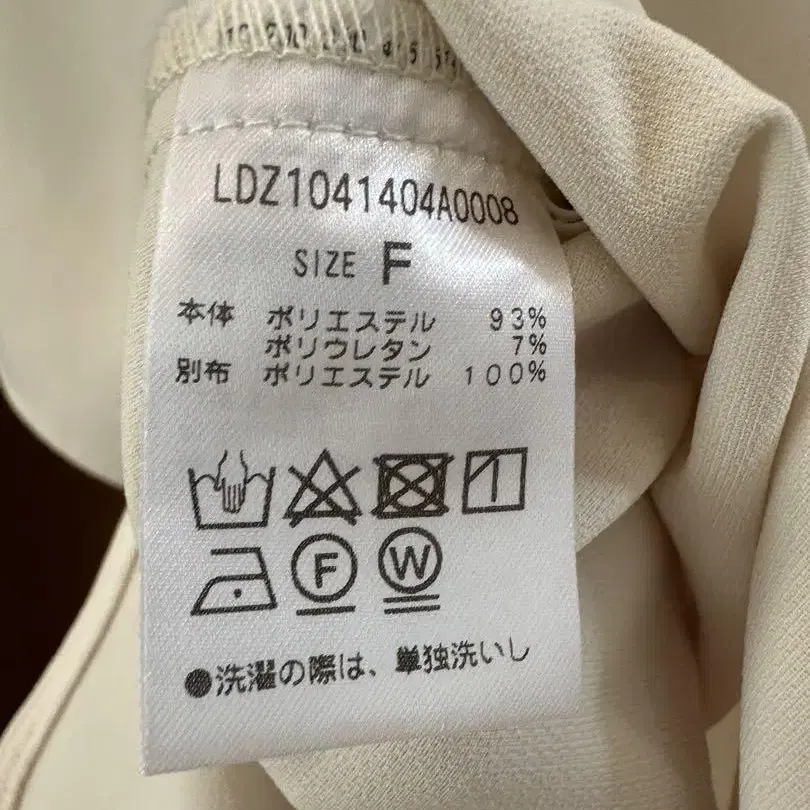 LDZ1041404A0008
SIZE F
本体 ポリエステル 93%
ポリウレタン 7%
別布 ポリエステル 100%
F W
●洗濯の際は、単独洗いし